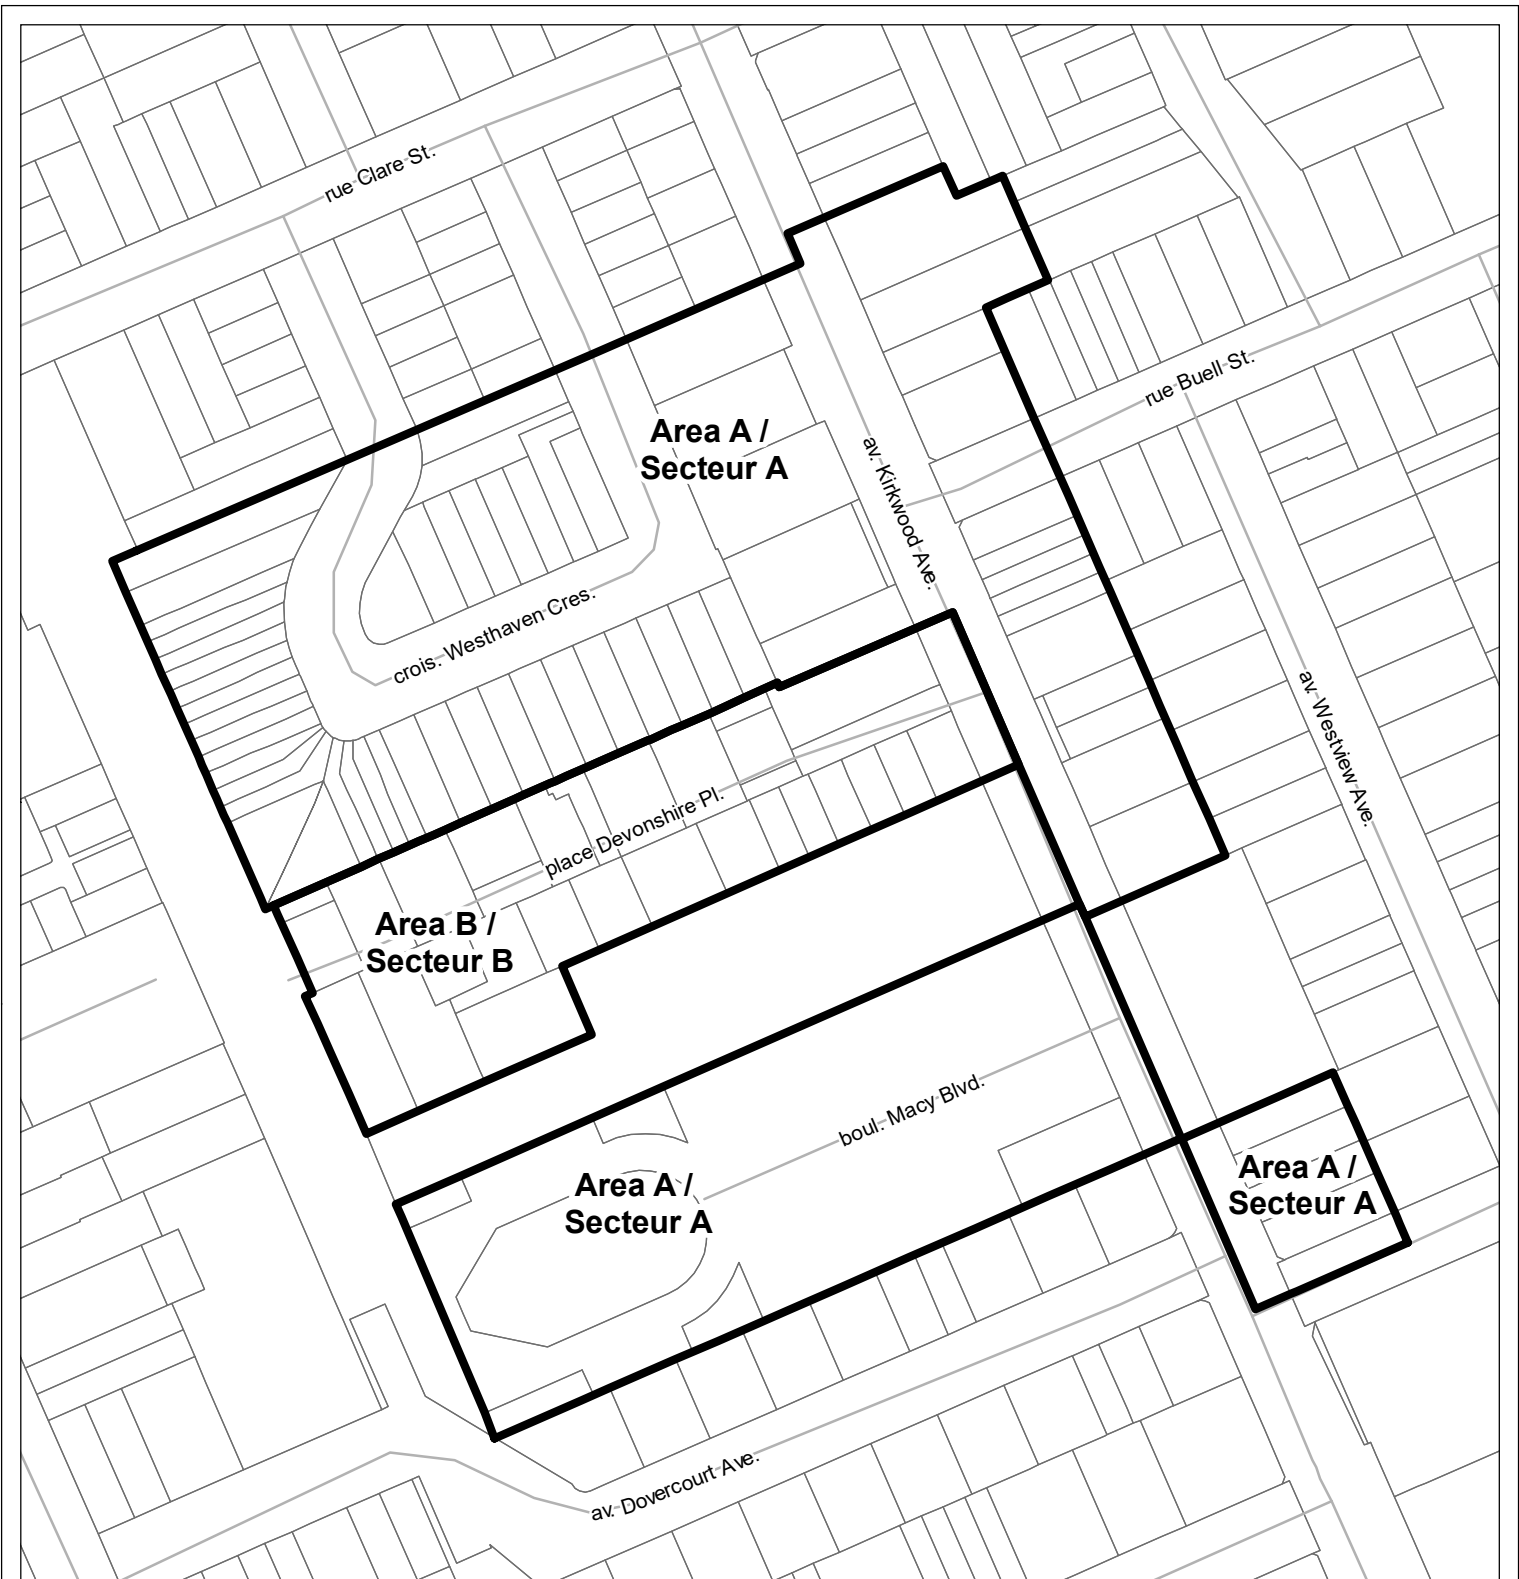 rue Clare St.
rue Buell St.
Area A /
Secteur A
av. Kirkwood Ave.
crois. Westhaven Cres.
av. Westview Ave.
place Devonshire Pl.
Area B /
Secteur B
boul. Macy Blvd.
Area A /
Secteur A
Area A /
Secteur A
av. Dovercourt Ave.